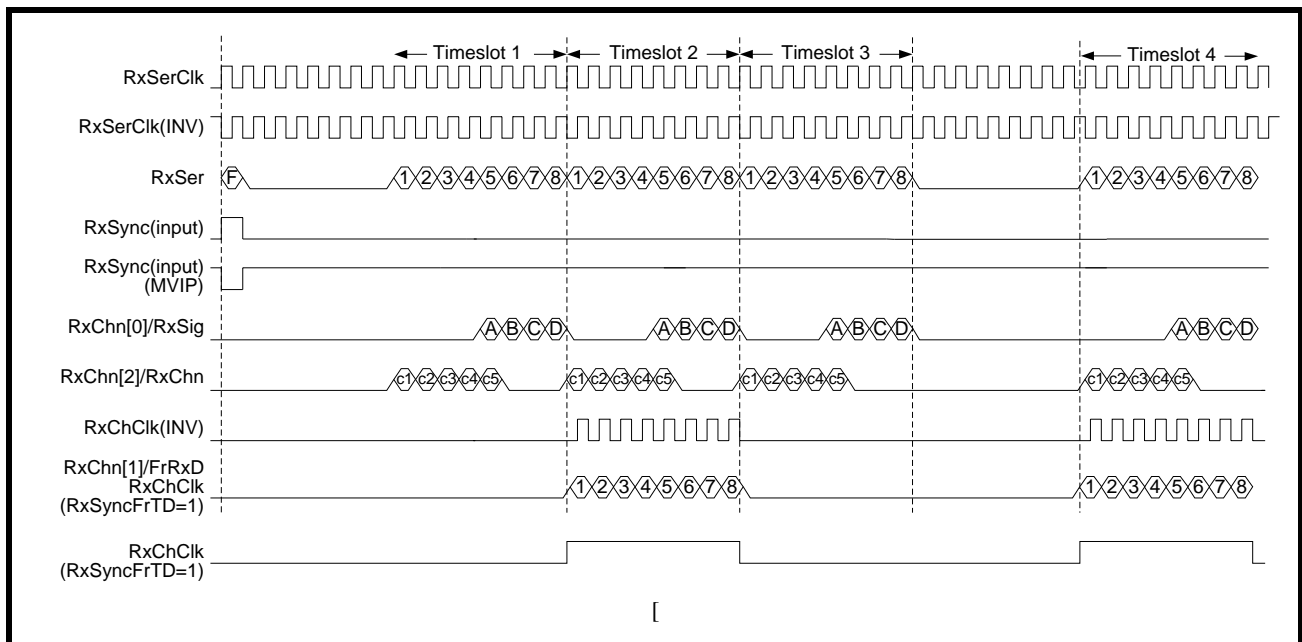 Timeslot 1 Timeslot 2 Timeslot 3 Timeslot 4
RxSerClk
RxSerClk(INV)
RxSer F 1 2 3 4 5 6 7 8 1 2 3 4 5 6 7 8 1 2 3 4 5 6 7 8 1 2 3 4 5 6 7 8
RxSync(input)
RxSync(input)
(MVIP)
RxChn[0]/RxSig A B C D A B C D A B C D A B C D
RxChn[2]/RxChn c1 c2 c3 c4 c5 c1 c2 c3 c4 c5 c1 c2 c3 c4 c5 c1 c2 c3 c4 c5
RxChClk(INV)
RxChn[1]/FrRxD
RxChClk 1 2 3 4 5 6 7 8 1 2 3 4 5 6 7 8
(RxSyncFrTD=1)
RxChClk
(RxSyncFrTD=1)
[